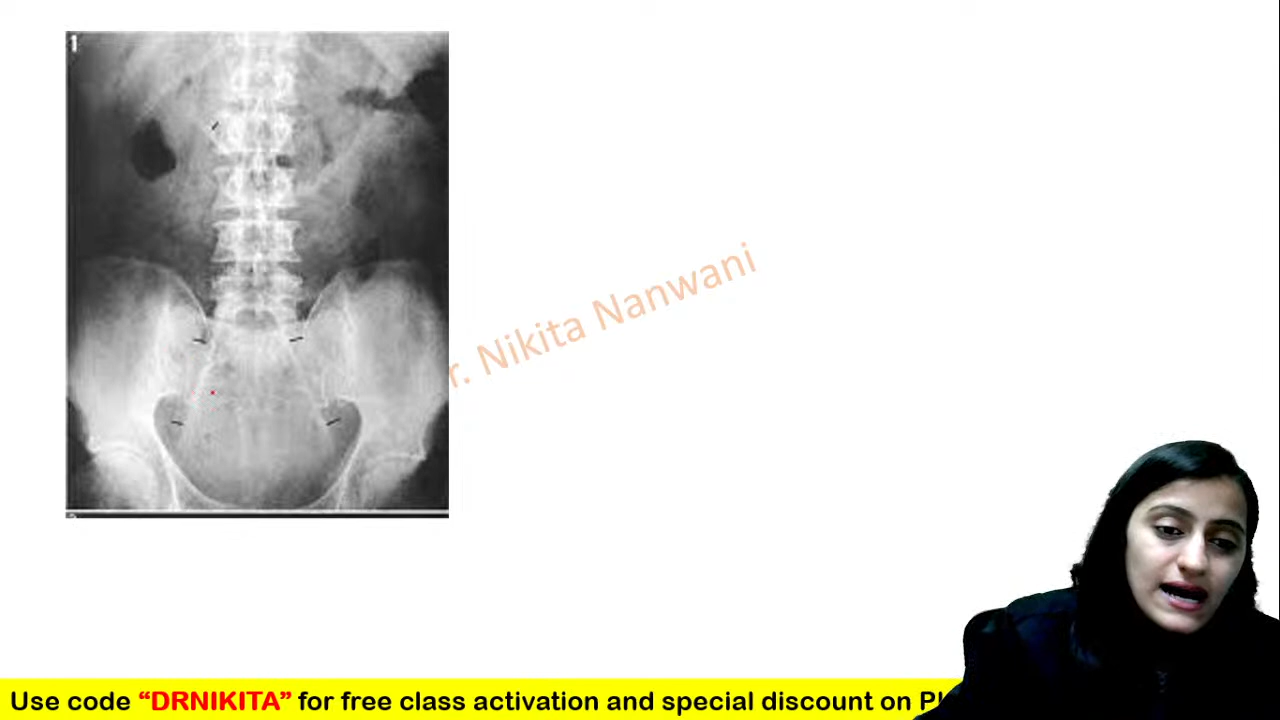 1
r. Nikita Nanwani
Use code “DRNIKITA” for free class activation and special discount on